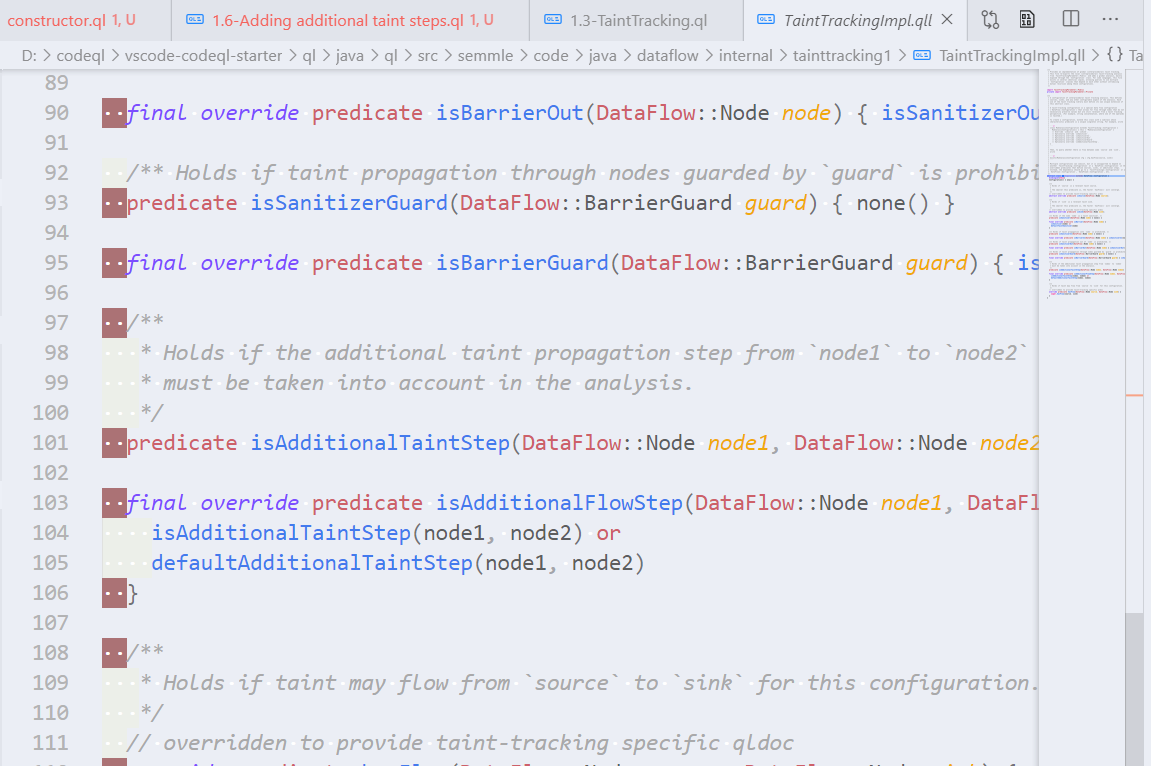 constructor.ql 1, U 1.6-Adding additional taint steps.ql 1, U 1.3-TaintTracking.ql TaintTrackingImpl.qll
D: > codeql > vscode-codeql-starter > ql > java > ql > src > semmle > code > java > dataflow > internal > tainttracking1 > TaintTrackingImpl.qll > {} Ta
89
90 final override predicate isBarrierOut(DataFlow::Node node) { isSanitizerOu
91
92 /** Holds if taint propagation through nodes guarded by `guard` is prohibi
93 predicate isSanitizerGuard(DataFlow::BarrierGuard guard) { none() }
94
95 final override predicate isBarrierGuard(DataFlow::BarrierGuard guard) { is
96
97 /**
98 * Holds if the additional taint propagation step from `node1` to `node2`
99 * must be taken into account in the analysis.
100 */
101 predicate isAdditionalTaintStep(DataFlow::Node node1, DataFlow::Node node2
102
103 final override predicate isAdditionalFlowStep(DataFlow::Node node1, DataFl
104 isAdditionalTaintStep(node1, node2) or
105 defaultAdditionalTaintStep(node1, node2)
106 }
107
108 /**
109 * Holds if taint may flow from `source` to `sink` for this configuration.
110 */
111 // overridden to provide taint-tracking specific qldoc